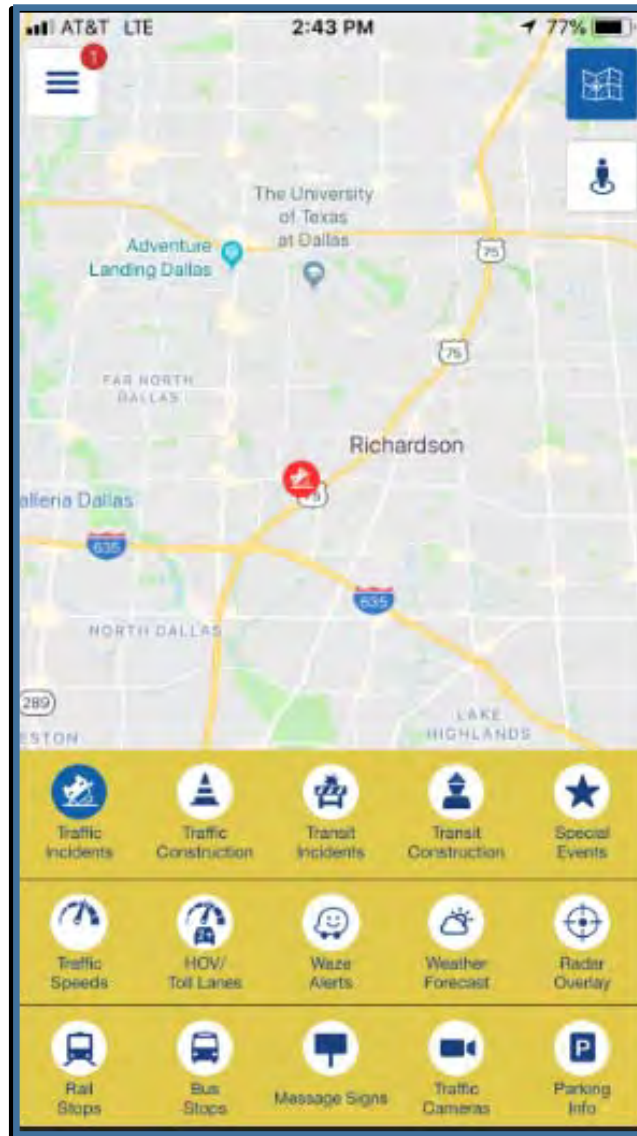 AT&T LTE
2:43 PM
77%
1
The University
of Texas
at Dallas
Adventure
Landing Dallas
75
75
FAR NORTH
DALLAS
Richardson
75
alleria Dallas
635
635
NORTH DALLAS
289
LAKE
HIGHLANDS
ESTON
Traffic
Incidents
Traffic
Construction
Transit
Incidents
Transit
Construction
Special
Events
Traffic
Speeds
2+
HOV/
Toll Lanes
Waze
Alerts
Weather
Forecast
Radar
Overlay
Rail
Stops
Bus
Stops
Message Signs
Traffic
Cameras
P
Parking
Info